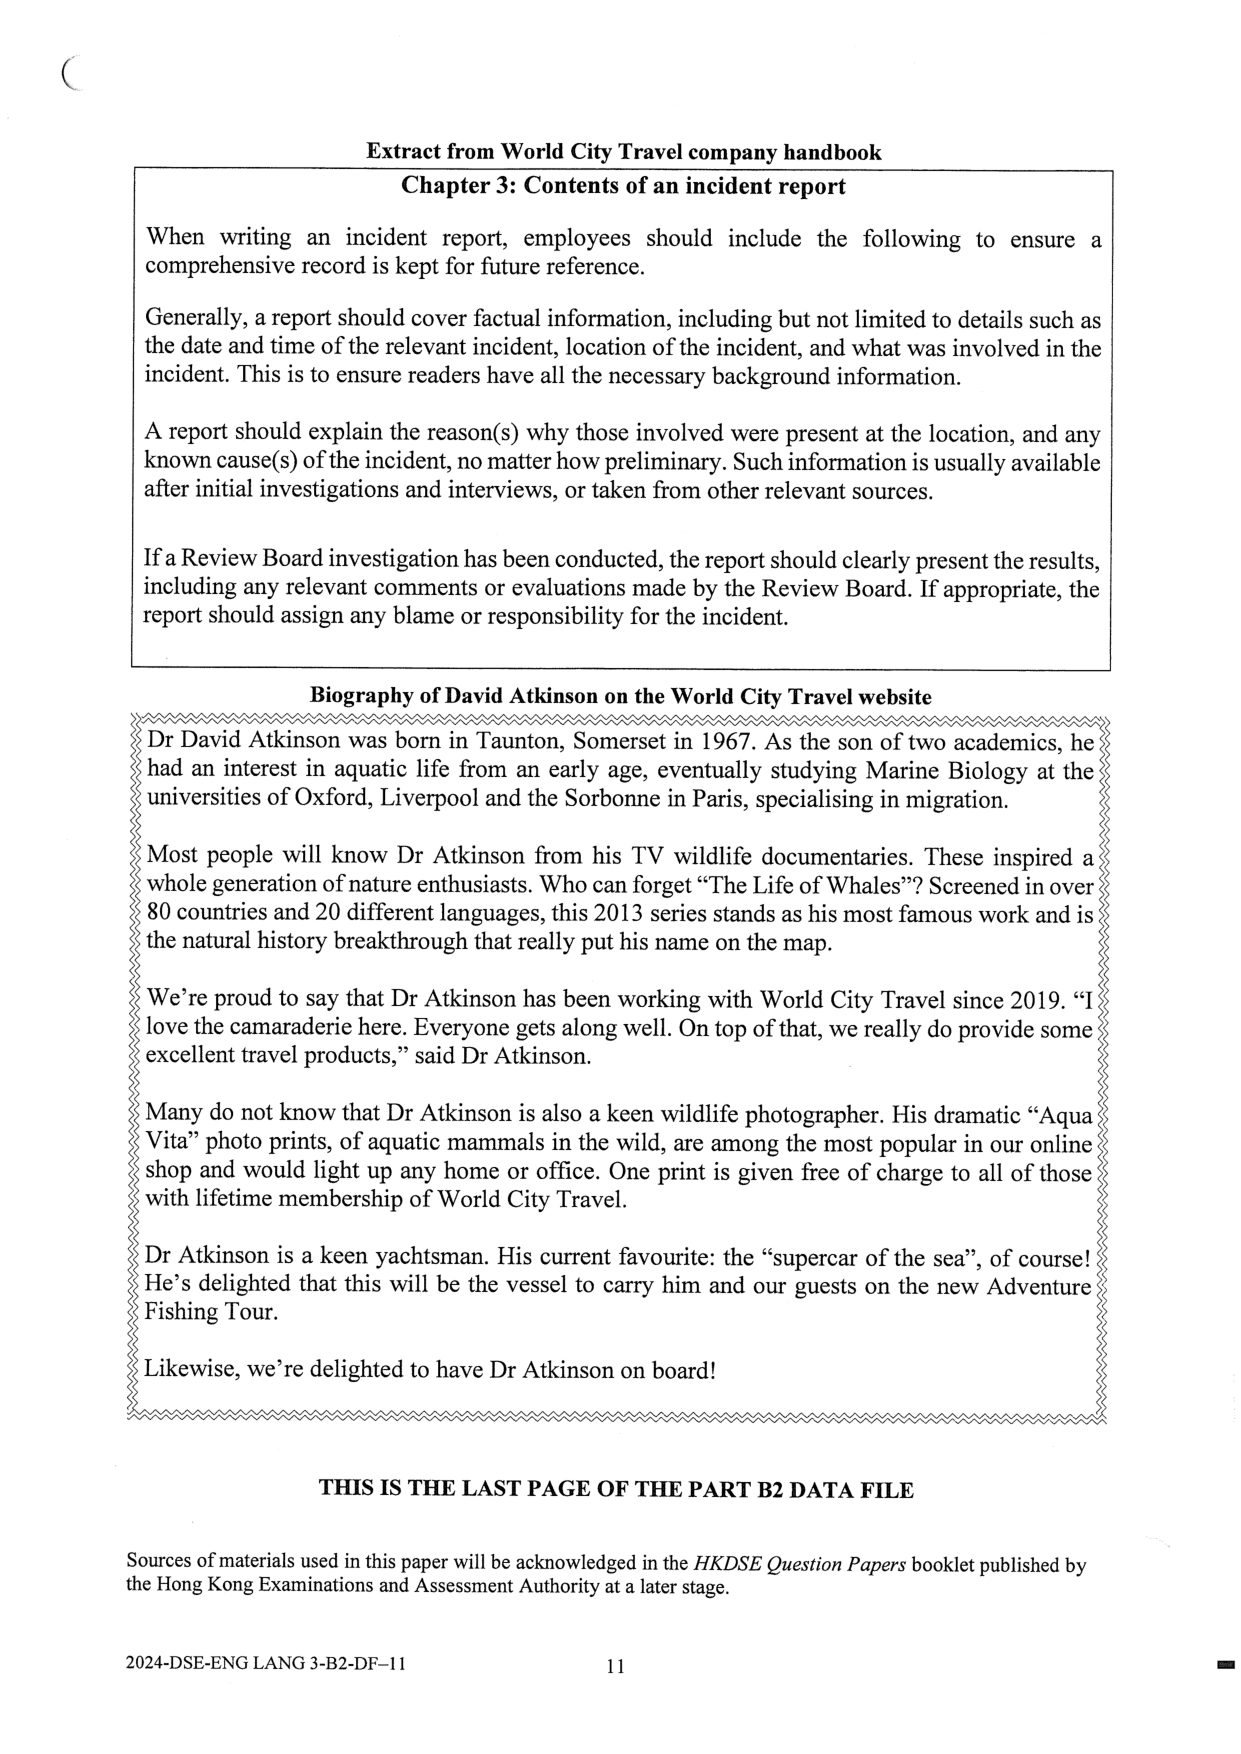 Extract from World City Travel company handbook
Chapter 3: Contents of an incident report
When writing an incident report, employees should include the following to ensure a
comprehensive record is kept for future reference.
Generally, a report should cover factual information, including but not limited to details such as
the date and time of the relevant incident, location of the incident, and what was involved in the
incident. This is to ensure readers have all the necessary background information.
A report should explain the reason(s) why those involved were present at the location, and any
known cause(s) of the incident, no matter how preliminary. Such information is usually available
after initial investigations and interviews, or taken from other relevant sources.
If a Review Board investigation has been conducted, the report should clearly present the results,
including any relevant comments or evaluations made by the Review Board. If appropriate, the
report should assign any blame or responsibility for the incident.
Biography of David Atkinson on the World City Travel website
Dr David Atkinson was born in Taunton, Somerset in 1967. As the son of two academics, he
had an interest in aquatic life from an early age, eventually studying Marine Biology at the
universities of Oxford, Liverpool and the Sorbonne in Paris, specialising in migration.
Most people will know Dr Atkinson from his TV wildlife documentaries. These inspired a
whole generation of nature enthusiasts. Who can forget “The Life of Whales”? Screened in over
80 countries and 20 different languages, this 2013 series stands as his most famous work and is
the natural history breakthrough that really put his name on the map.
We’re proud to say that Dr Atkinson has been working with World City Travel since 2019. “I
love the camaraderie here. Everyone gets along well. On top of that, we really do provide some
excellent travel products,” said Dr Atkinson.
Many do not know that Dr Atkinson is also a keen wildlife photographer. His dramatic “Aqua
Vita” photo prints, of aquatic mammals in the wild, are among the most popular in our online
shop and would light up any home or office. One print is given free of charge to all of those
with lifetime membership of World City Travel.
Dr Atkinson is a keen yachtsman. His current favourite: the “supercar of the sea”, of course!
He’s delighted that this will be the vessel to carry him and our guests on the new Adventure
Fishing Tour.
Likewise, we’re delighted to have Dr Atkinson on board!
THIS IS THE LAST PAGE OF THE PART B2 DATA FILE
Sources of materials used in this paper will be acknowledged in the HKDSE Question Papers booklet published by
the Hong Kong Examinations and Assessment Authority at a later stage.
2024-DSE-ENG LANG 3-B2-DF–11
11